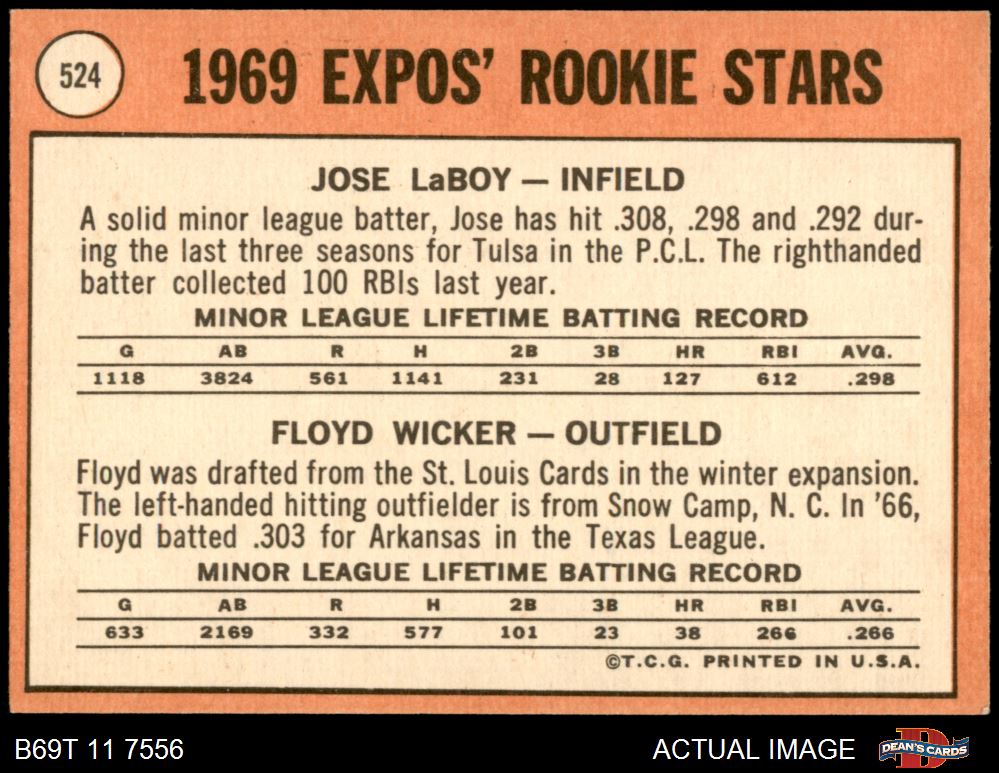 524
1969 EXPOS' ROOKIE STARS
JOSE LaBOY — INFIELD
A solid minor league batter, Jose has hit .308, .298 and .292 dur-
ing the last three seasons for Tulsa in the P.C.L. The righthanded
batter collected 100 RBIs last year.
MINOR LEAGUE LIFETIME BATTING RECORD
G AB R H 2B 3B HR RBI AVG.
1118 3824 561 1141 231 28 127 612 .298
FLOYD WICKER — OUTFIELD
Floyd was drafted from the St. Louis Cards in the winter expansion.
The left-handed hitting outfielder is from Snow Camp, N. C. In '66,
Floyd batted .303 for Arkansas in the Texas League.
MINOR LEAGUE LIFETIME BATTING RECORD
G AB R H 2B 3B HR RBI AVG.
633 2169 332 577 101 23 38 266 .266
©T.C.G. PRINTED IN U.S.A.
B69T 11 7556 ACTUAL IMAGE DEAN'S CARDS